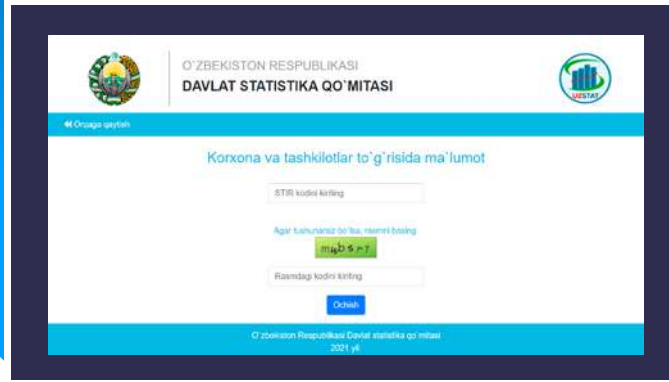 O`ZBEKISTON RESPUBLIKASI
DAVLAT STATISTIKA QO`MITASI
UZSTAT
Orqaga qaytish
Korxona va tashkilotlar to`g`risida ma`lumot
STIR kodini kiriting
Agar tushunarsiz bo`lsa, rasmni bosing
Rasmdagi kodini kiriting
Ochish
O`zbekiston Respublikasi Davlat statistika qo`mitasi
2021 yil